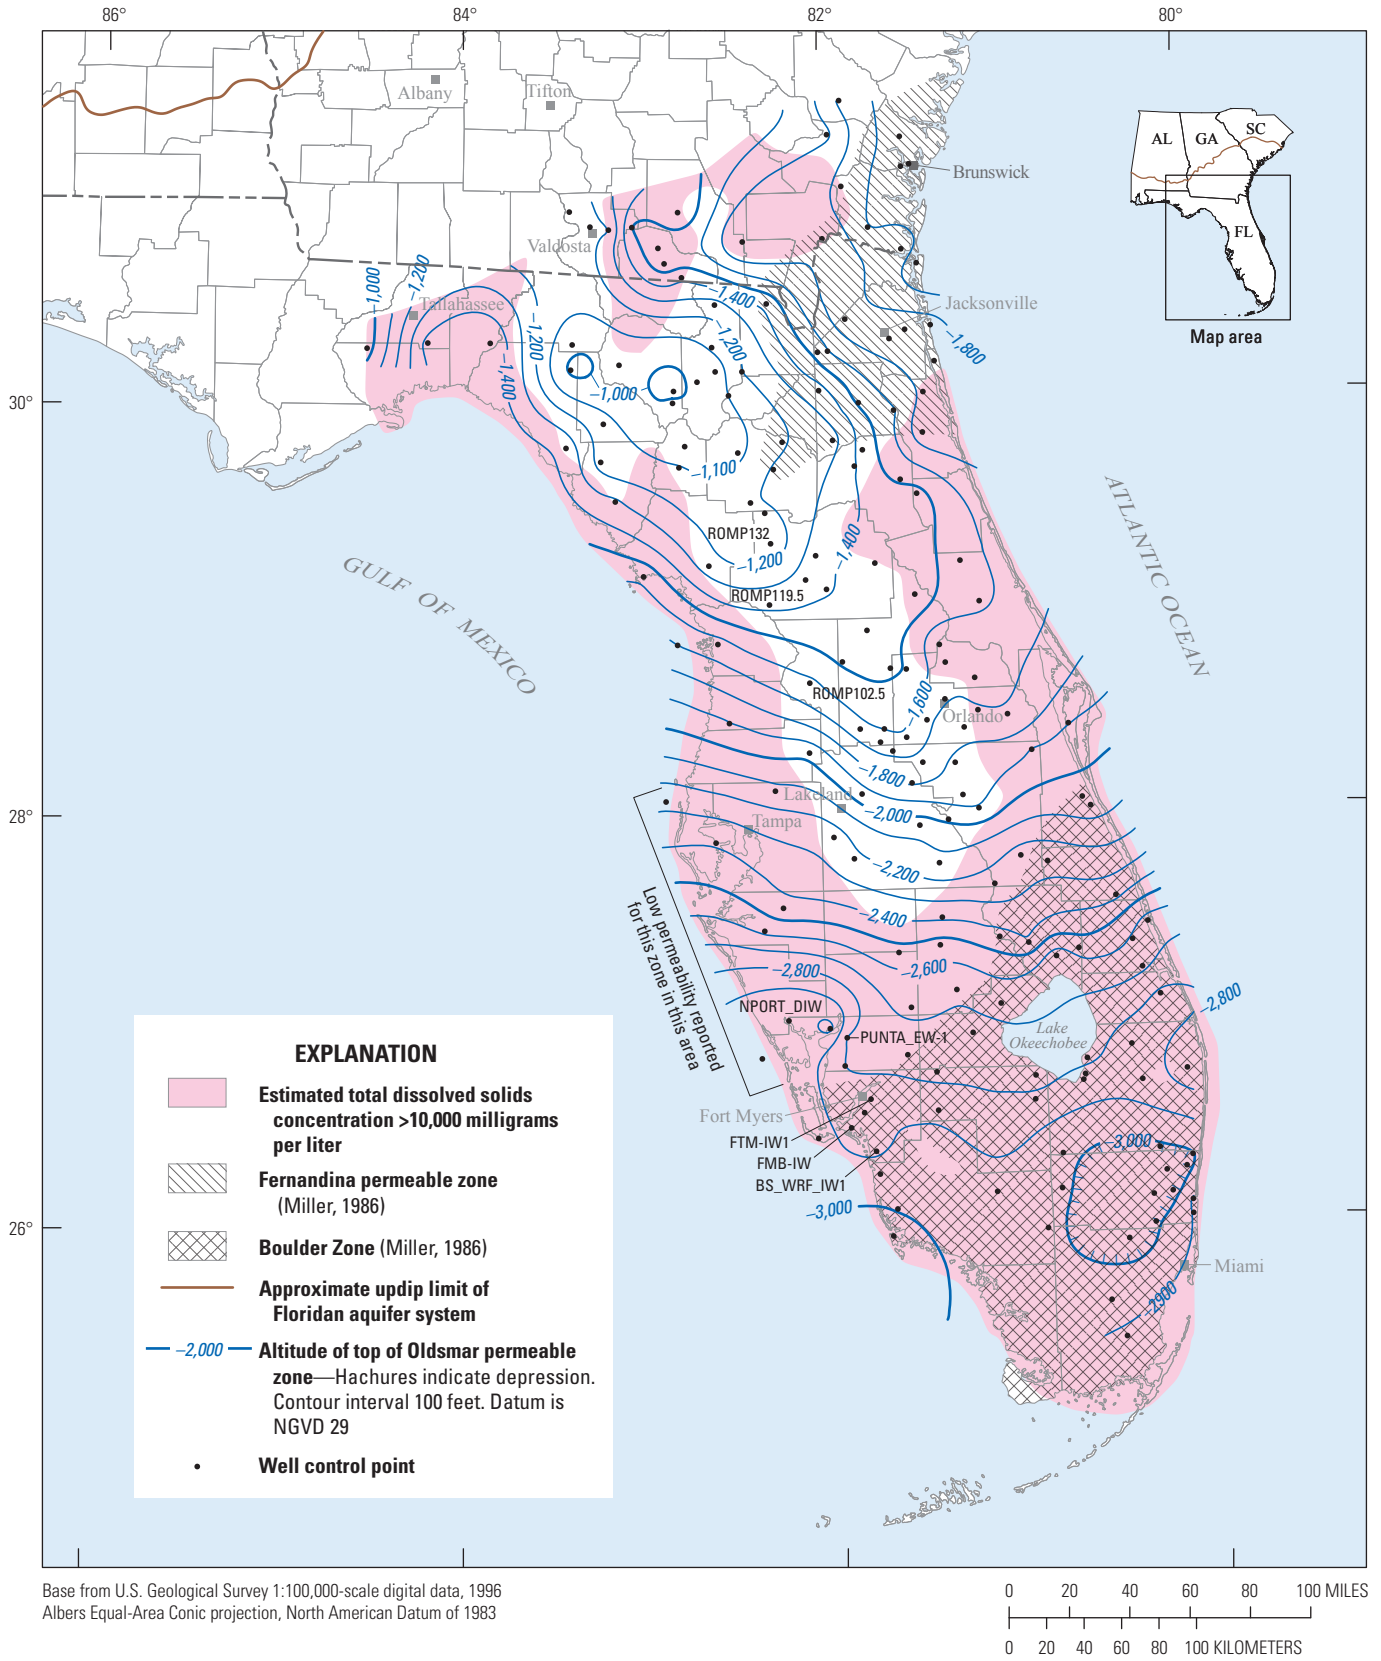 86°
84°
82°
80°
Albany
Tifton
Brunswick
Valdosta
Tallahassee
Jacksonville
AL
GA
SC
FL
Map area
–1,000
–1,200
–1,400
–1,800
–1,200
–1,200
–1,400
–1,000
30°
–1,100
ROMP132
–1,200
–1,400
ROMP119.5
GULF OF MEXICO
ATLANTIC OCEAN
ROMP102.5
–1,600
Orlando
–1,800
Lakeland
–2,000
28°
Tampa
–2,200
–2,400
Low permeability reported
for this zone in this area
–2,800
–2,600
–2,800
NPORT_DIW
PUNTA_EW-1
Lake
Okeechobee
Fort Myers
FTM-IW1
FMB-IW
BS_WRF_IW1
–3,000
–3,000
26°
Miami
–2900
EXPLANATION
Estimated total dissolved solids
concentration >10,000 milligrams
per liter
Fernandina permeable zone
(Miller, 1986)
Boulder Zone (Miller, 1986)
Approximate updip limit of
Floridan aquifer system
–2,000
Altitude of top of Oldsmar permeable
zone—Hachures indicate depression.
Contour interval 100 feet. Datum is
NGVD 29
Well control point
Base from U.S. Geological Survey 1:100,000-scale digital data, 1996
Albers Equal-Area Conic projection, North American Datum of 1983
0 20 40 60 80 100 MILES
0 20 40 60 80 100 KILOMETERS